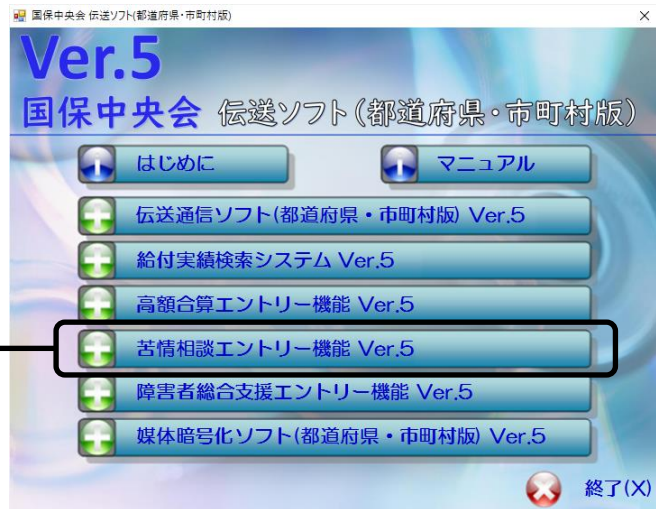 国保中央会 伝送ソフト(都道府県・市町村版)
Ver.5
国保中央会 伝送ソフト(都道府県・市町村版)
はじめに マニュアル
伝送通信ソフト(都道府県・市町村版) Ver.5
給付実績検索システム Ver.5
高額合算エントリー機能 Ver.5
苦情相談エントリー機能 Ver.5
障害者総合支援エントリー機能 Ver.5
媒体暗号化ソフト(都道府県・市町村版) Ver.5
終了(X)